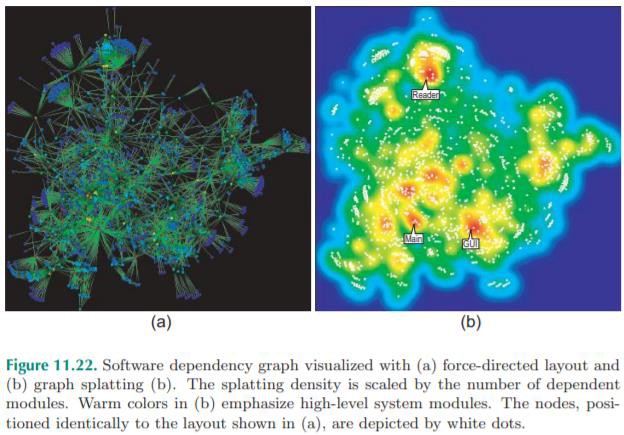 Reader
Main
GUI
(a)
(b)
Figure 11.22. Software dependency graph visualized with (a) force-directed layout and
(b) graph splatting (b). The splatting density is scaled by the number of dependent
modules. Warm colors in (b) emphasize high-level system modules. The nodes, posi-
tioned identically to the layout shown in (a), are depicted by white dots.